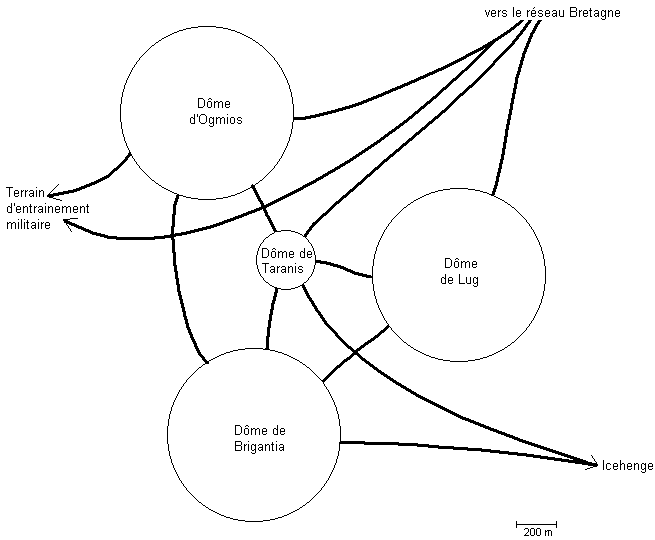 vers le réseau Bretagne
Dôme
d'Ogmios
Terrain
d'entrainement
militaire
Dôme de
Taranis
Dôme
de Lug
Dôme de
Brigantia
Icehenge
200 m